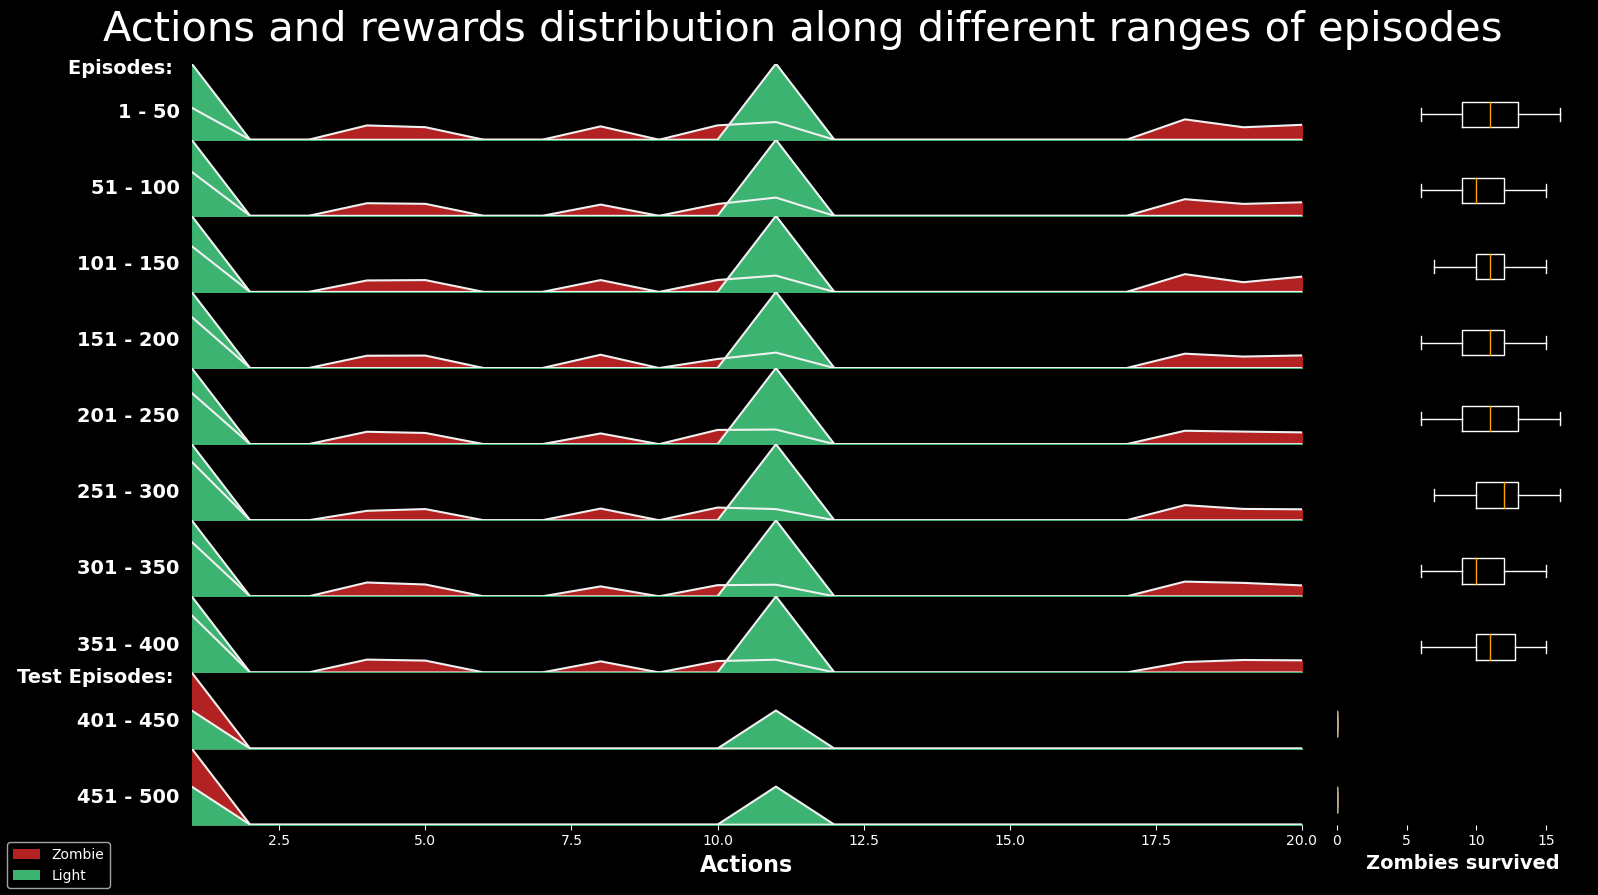 Actions and rewards distribution along different ranges of episodes
Episodes:
1 - 50
51 - 100
101 - 150
151 - 200
201 - 250
251 - 300
301 - 350
351 - 400
Test Episodes:
401 - 450
451 - 500
2.5 5.0 7.5 10.0 12.5 15.0 17.5 20.0 0 5 10 15
Actions
Zombies survived
Zombie
Light